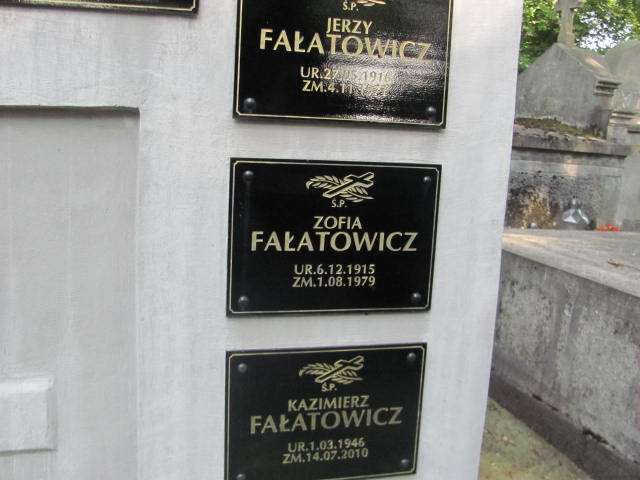 Ś.P.
JERZY
FAŁATOWICZ
Ś.P.
ZOFIA
FAŁATOWICZ
UR.6.12.1915
ZM.1.08.1979
Ś.P.
KAZIMIERZ
FAŁATOWICZ
UR.1.03.1946
ZM.14.07.2010